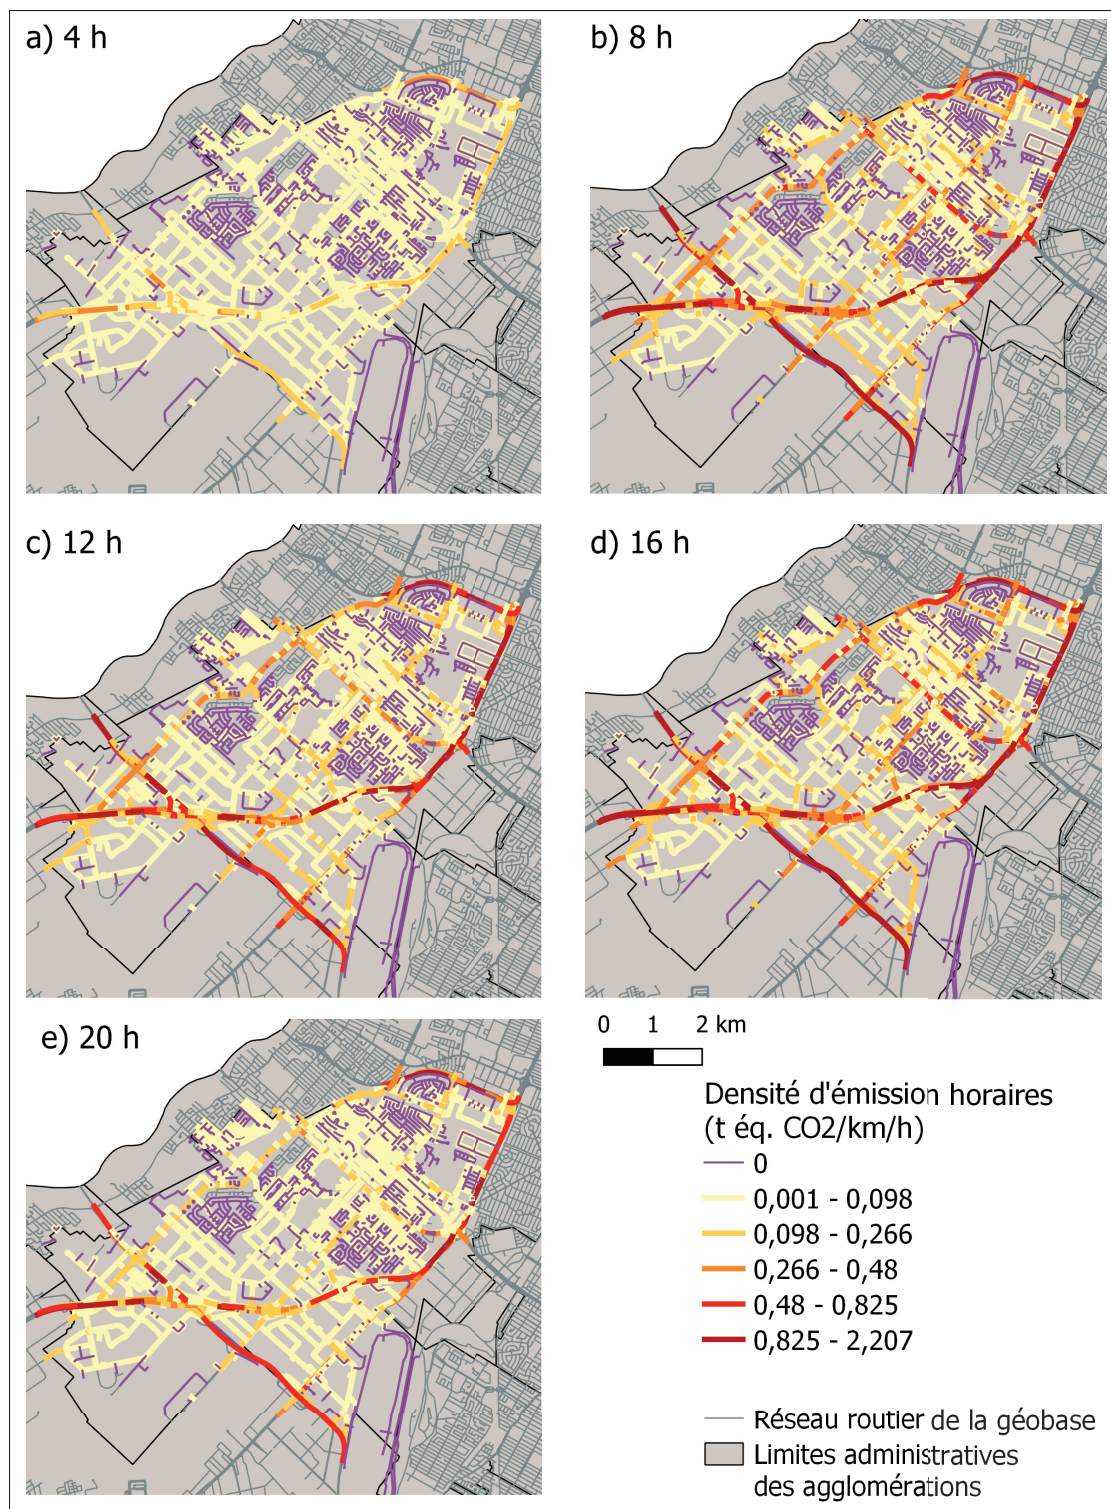 a) 4 h
b) 8 h
c) 12 h
d) 16 h
e) 20 h
0 1 2 km
Densité d'émission horaires
(t éq. CO2/km/h)
0
0,001 - 0,098
0,098 - 0,266
0,266 - 0,48
0,48 - 0,825
0,825 - 2,207
Réseau routier de la géobase
Limites administratives
des agglomérations